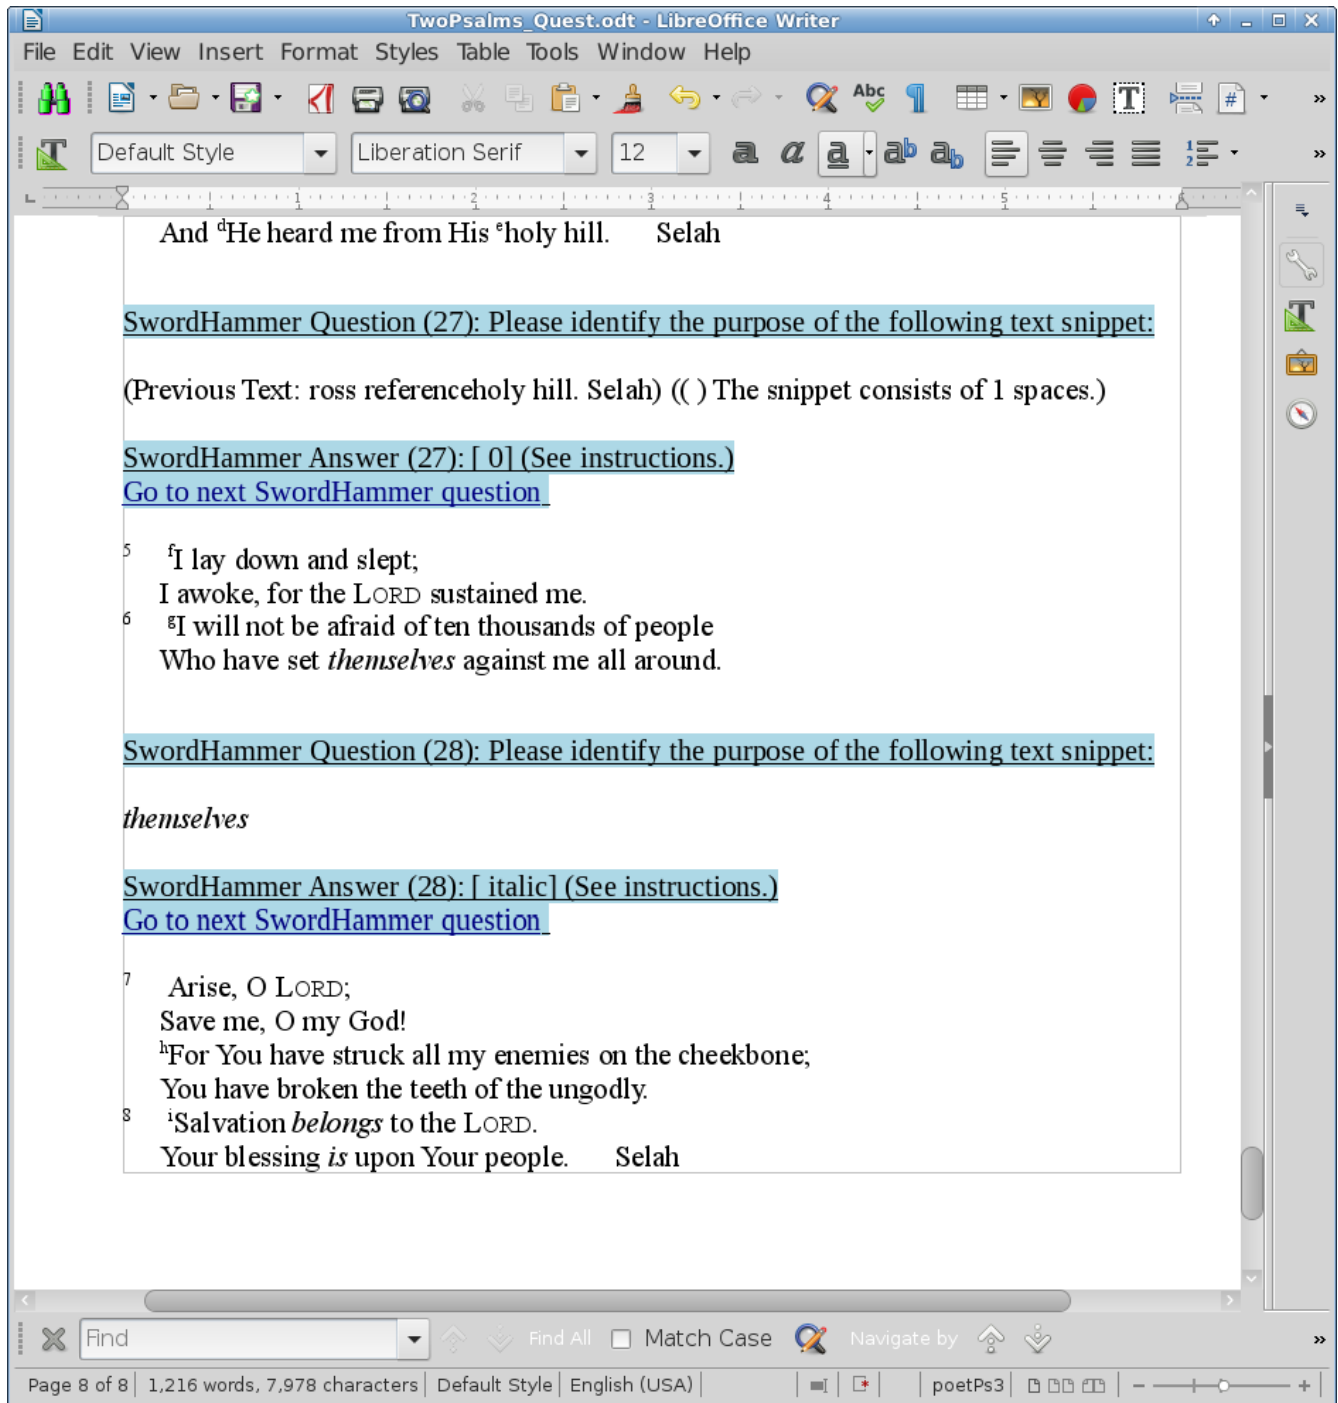 TwoPsalms_Quest.odt - LibreOffice Writer
File Edit View Insert Format Styles Table Tools Window Help
Abc ¶ T #
Default Style Liberation Serif 12 a a a ab ab
1 1 2 3 4 5
And dHe heard me from His eholy hill. Selah
SwordHammer Question (27): Please identify the purpose of the following text snippet:
(Previous Text: ross referenceholy hill. Selah) (( ) The snippet consists of 1 spaces.)
SwordHammer Answer (27): [ 0] (See instructions.)
Go to next SwordHammer question
5 fI lay down and slept;
I awoke, for the LORD sustained me.
6 gI will not be afraid of ten thousands of people
Who have set themselves against me all around.
SwordHammer Question (28): Please identify the purpose of the following text snippet:
themselves
SwordHammer Answer (28): [ italic] (See instructions.)
Go to next SwordHammer question
7 Arise, O LORD;
Save me, O my God!
hFor You have struck all my enemies on the cheekbone;
You have broken the teeth of the ungodly.
8 iSalvation belongs to the LORD.
Your blessing is upon Your people. Selah
Find Find All Match Case Navigate by
Page 8 of 8 1,216 words, 7,978 characters Default Style English (USA) poetPs3